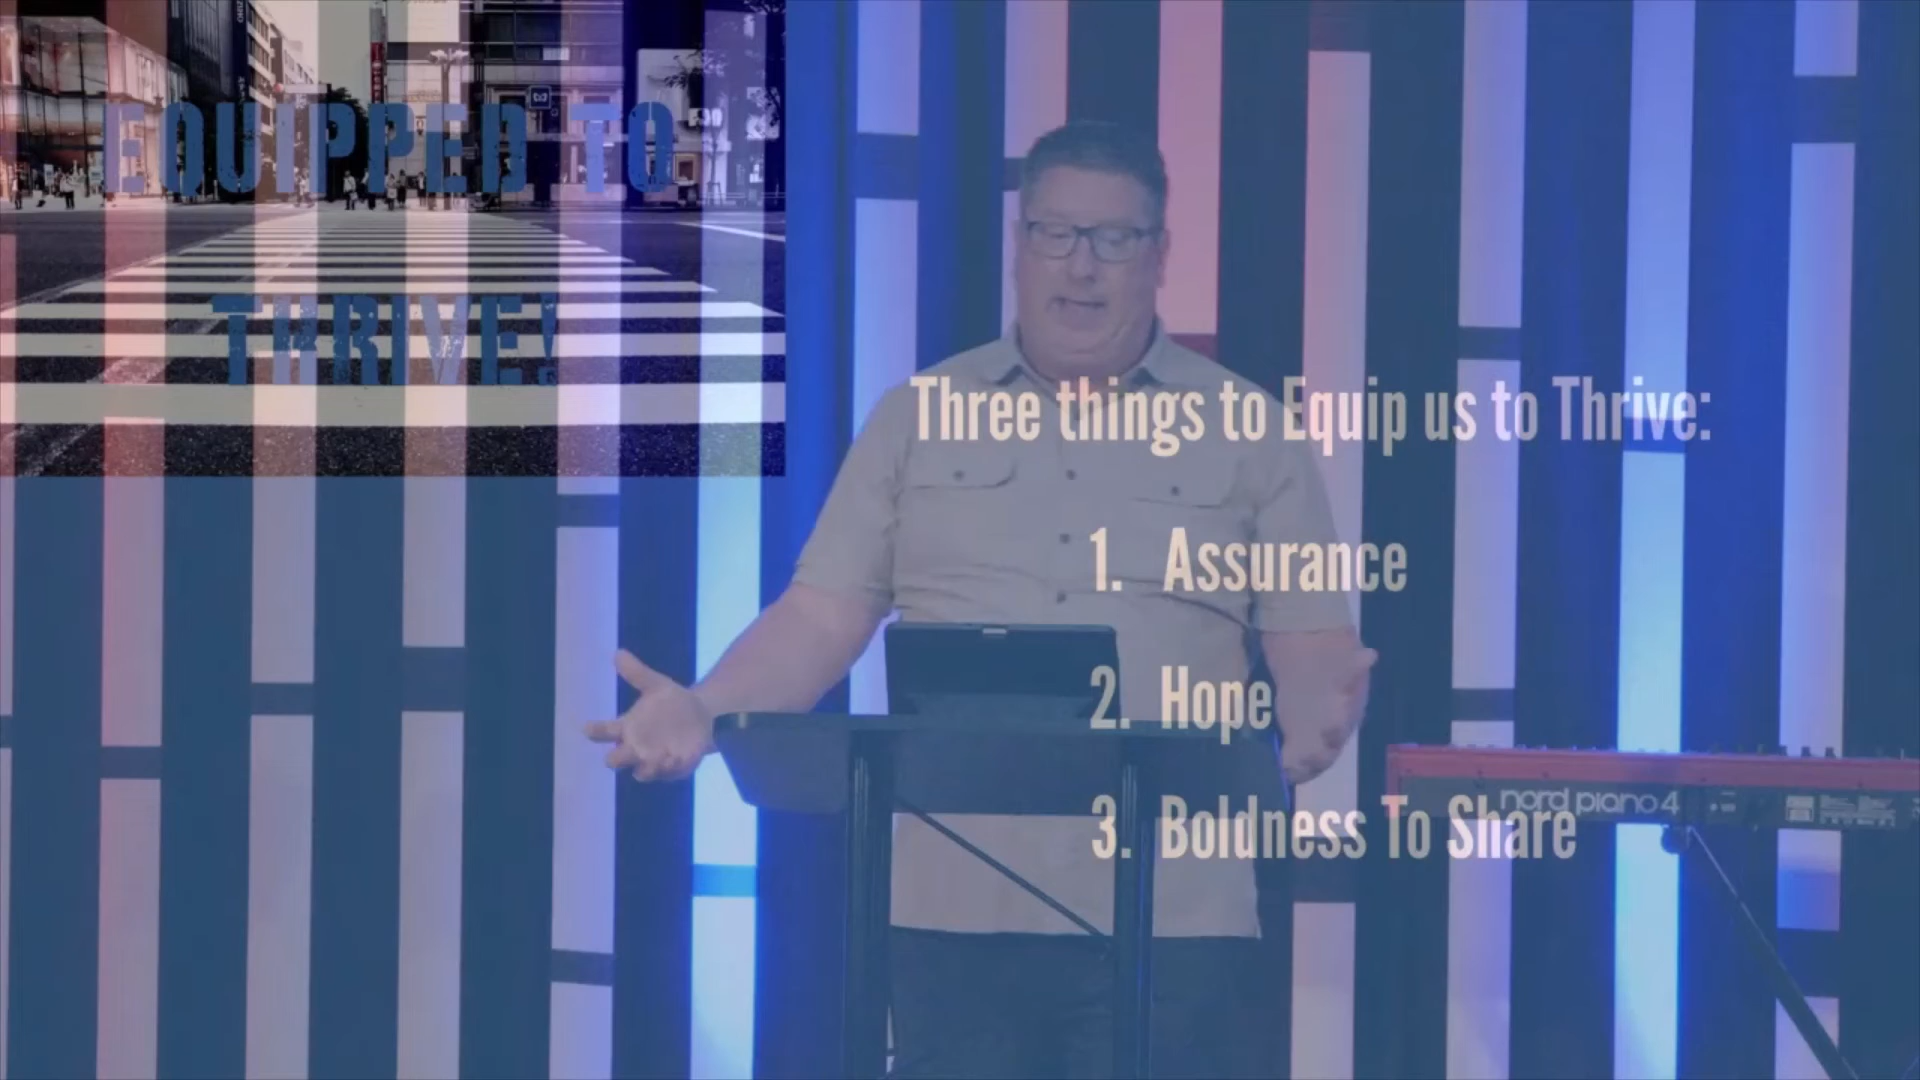 EQUIPPED TO
THRIVE!
Three things to Equip us to Thrive:
1. Assurance
2. Hope
3. Boldness To Share
nord piano 4